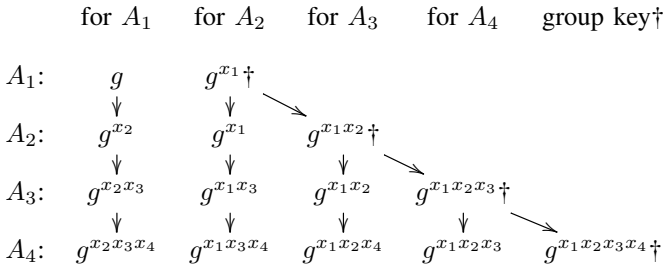 for A₁ for A₂ for A₃ for A₄ group key†
A₁: g g^{x₁}†
A₂: g^{x₂} g^{x₁} g^{x₁x₂}†
A₃: g^{x₂x₃} g^{x₁x₃} g^{x₁x₂} g^{x₁x₂x₃}†
A₄: g^{x₂x₃x₄} g^{x₁x₃x₄} g^{x₁x₂x₄} g^{x₁x₂x₃} g^{x₁x₂x₃x₄}†